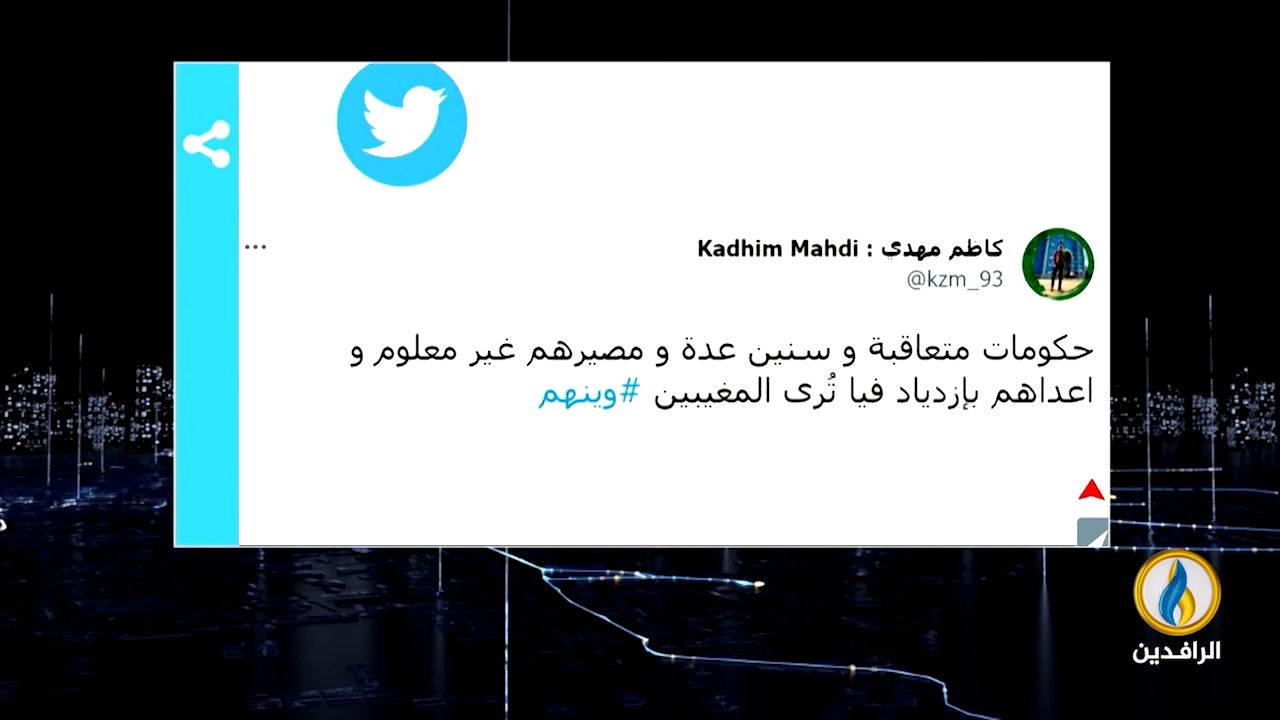 كاظم مهدي : Kadhim Mahdi
@kzm_93
حكومات متعاقبة و سنين عدة و مصيرهم غير معلوم و
اعداهم بإزدياد فيا تُرى المغيبين #وينهم
الرافدين